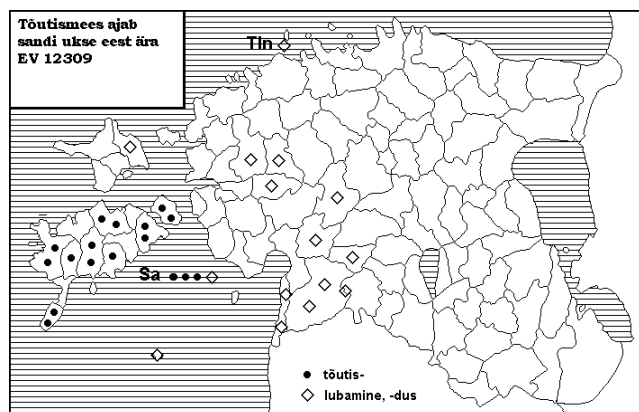 Tõutismees ajab
sandi ukse eest ära
EV 12309
Tln
Sa
tõutis-
lubamine, -dus